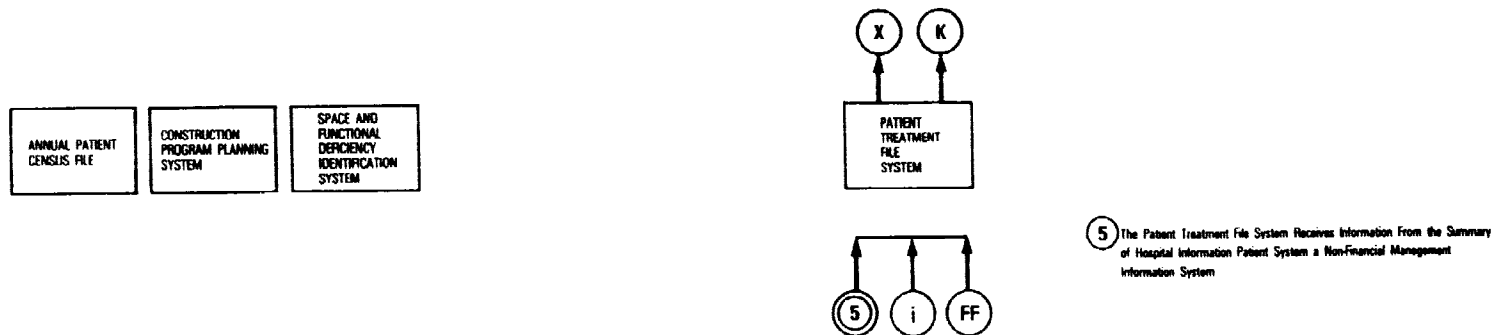 X K
ANNUAL PATIENT
CENSUS FILE
CONSTRUCTION
PROGRAM PLANNING
SYSTEM
SPACE AND
FUNCTIONAL
DEFICIENCY
IDENTIFICATION
SYSTEM
PATIENT
TREATMENT
FILE
SYSTEM
5 The Patient Treatment File System Receives Information From the Summary
of Hospital Information Patient System a Non-Financial Management
Information System
5 i FF